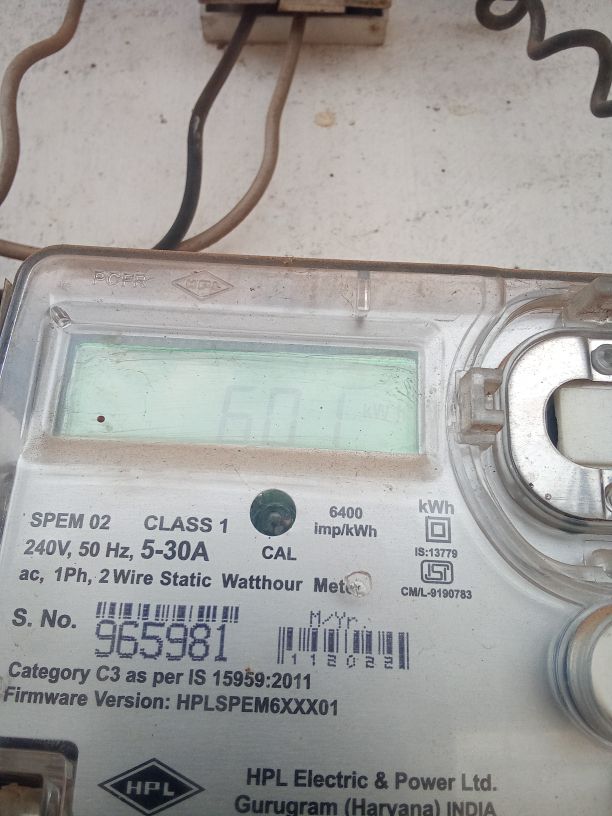 PCFR HPL
601 kWh
SPEM 02 CLASS 1
240V, 50 Hz, 5-30A
ac, 1Ph, 2 Wire Static Watthour Meter
CAL
6400
imp/kWh
kWh
IS:13779
ISI
CM/L-9190783
S. No.
965981
M/Yr.
112022
Category C3 as per IS 15959:2011
Firmware Version: HPLSPEM6XXX01
HPL
HPL Electric & Power Ltd.
Gurugram (Haryana) INDIA